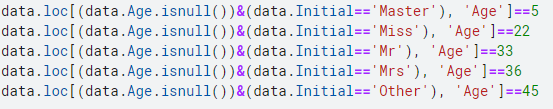 data.loc[(data.Age.isnull())&(data.Initial=='Master'), 'Age']==5
data.loc[(data.Age.isnull())&(data.Initial=='Miss'), 'Age']==22
data.loc[(data.Age.isnull())&(data.Initial=='Mr'), 'Age']==33
data.loc[(data.Age.isnull())&(data.Initial=='Mrs'), 'Age']==36
data.loc[(data.Age.isnull())&(data.Initial=='Other'), 'Age']==45